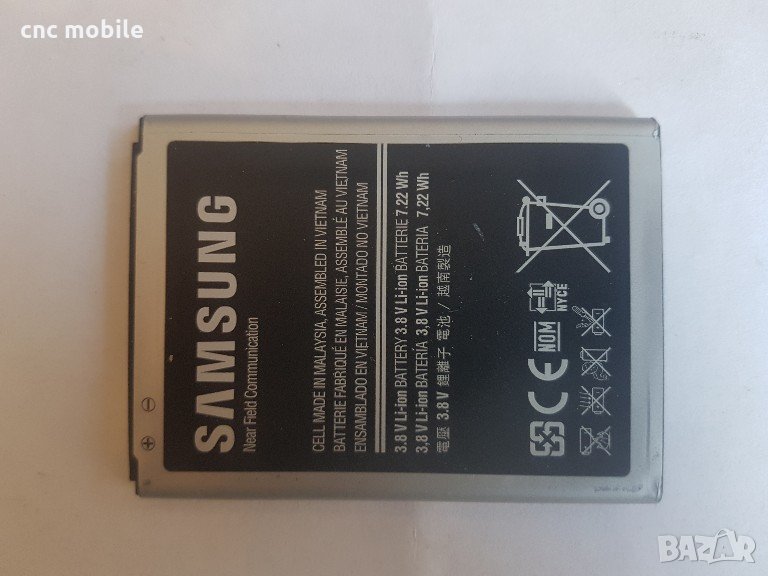 cnc mobile
SAMSUNG
Near Field Communication
CELL MADE IN MALAYSIA, ASSEMBLED IN VIETNAM
BATTERIE FABRIQUÉ EN MALAISIE, ASSEMBLÉ AU VIETNAM
ENSAMBLADO EN VIETNAM / MONTADO NO VIETNAM
3.8 V Li-ion BATTERY 3.8 V Li-ion BATTERIE 7.22 Wh
3,8 V Li-ion BATERÍA 3,8 V Li-ion BATERIA 7,22 Wh
電壓 3.8 V 鋰離子 電池 / 越南製造
CE NOM NYCE
BAZAR